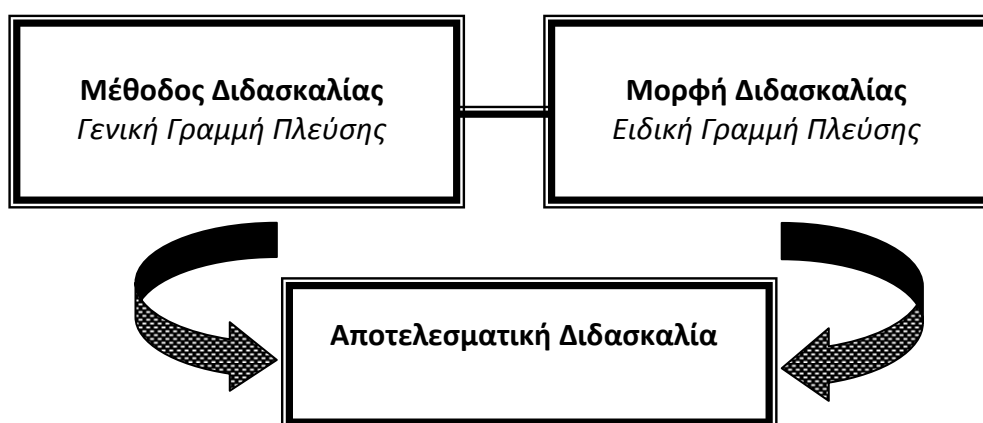 Μέθοδος Διδασκαλίας
Γενική Γραμμή Πλεύσης
Μορφή Διδασκαλίας
Ειδική Γραμμή Πλεύσης
Αποτελεσματική Διδασκαλία